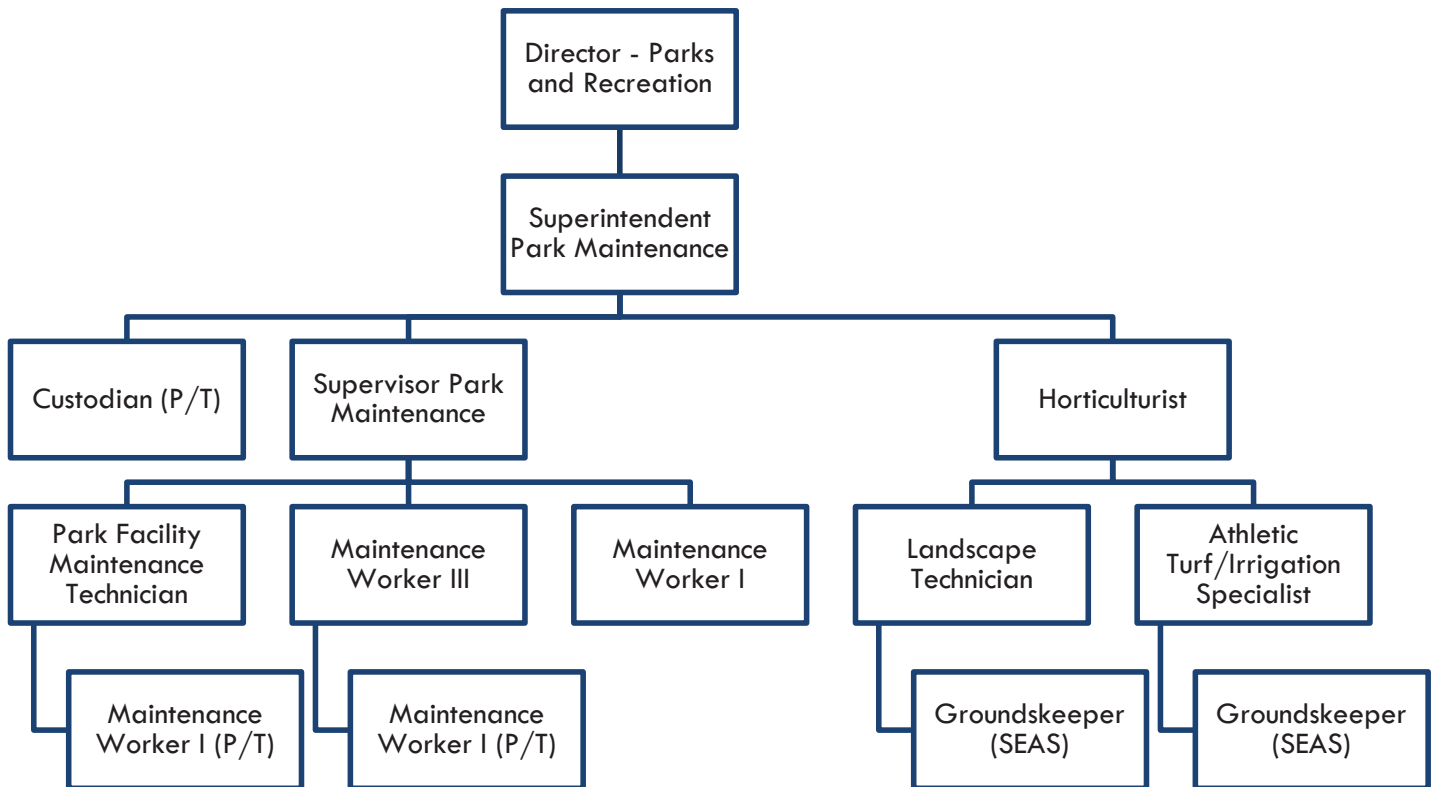 Director - Parks
and Recreation
Superintendent
Park Maintenance
Custodian (P/T)
Supervisor Park
Maintenance
Horticulturist
Park Facility
Maintenance
Technician
Maintenance
Worker III
Maintenance
Worker I
Landscape
Technician
Athletic
Turf/Irrigation
Specialist
Maintenance
Worker I (P/T)
Maintenance
Worker I (P/T)
Groundskeeper
(SEAS)
Groundskeeper
(SEAS)